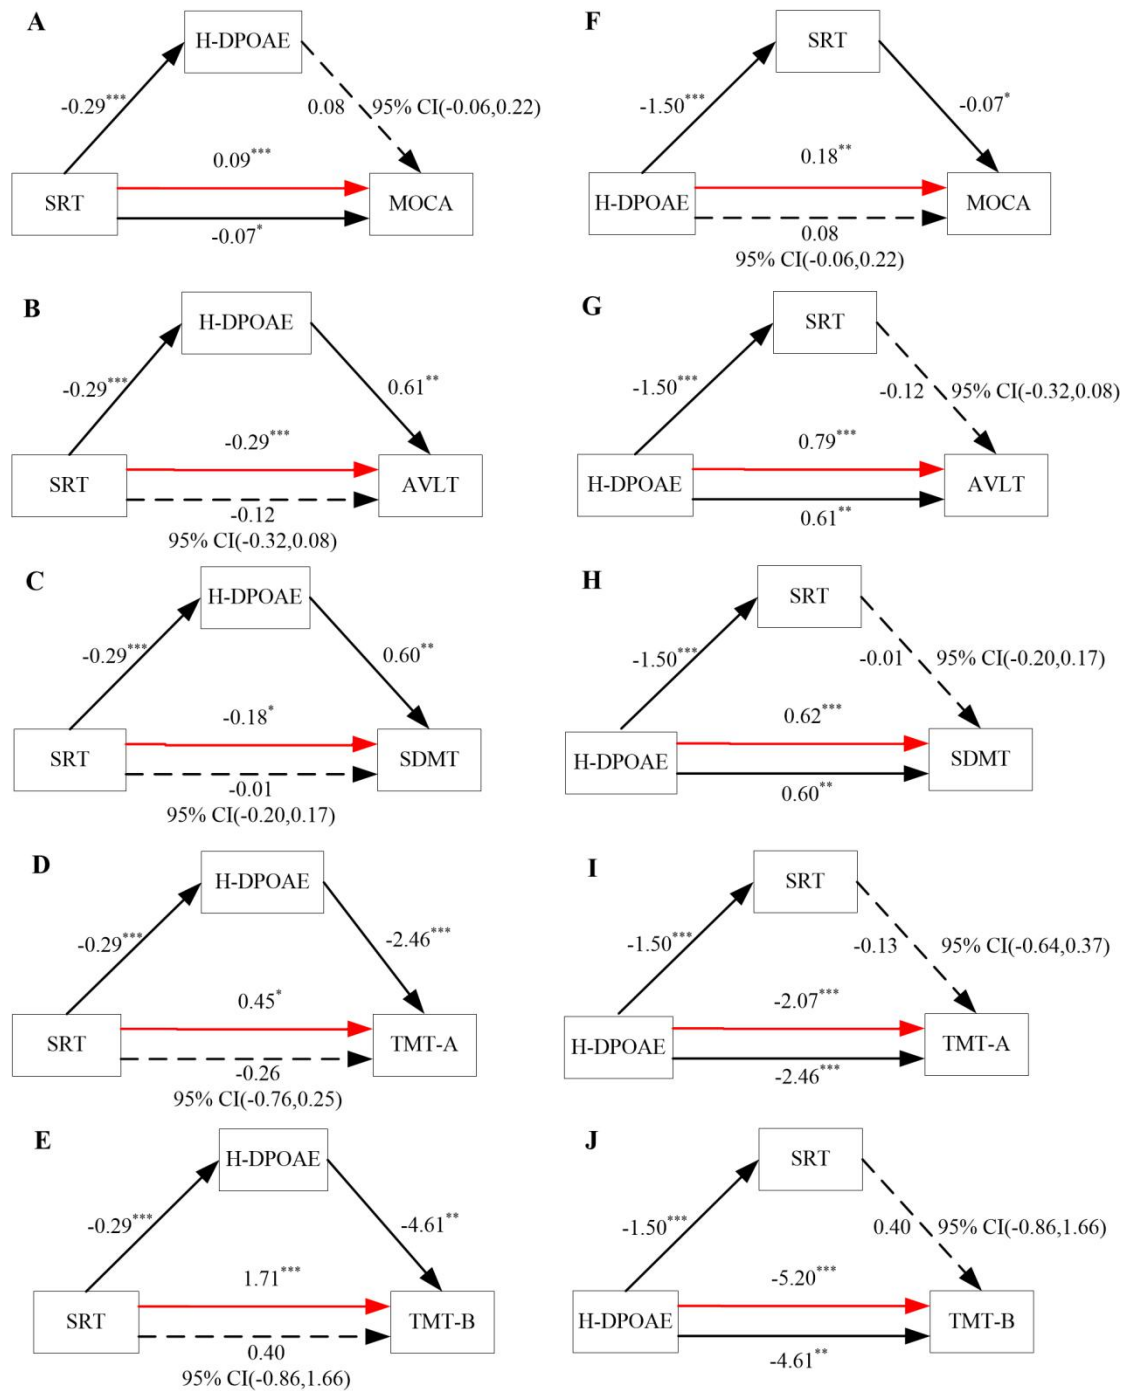 A
H-DPOAE
-0.29***
0.08 95% CI(-0.06,0.22)
0.09***
SRT
MOCA
-0.07*
F
SRT
-1.50***
-0.07*
0.18**
H-DPOAE
MOCA
0.08
95% CI(-0.06,0.22)
B
H-DPOAE
-0.29***
0.61**
-0.29***
SRT
AVLT
-0.12
95% CI(-0.32,0.08)
G
SRT
-1.50***
-0.12 95% CI(-0.32,0.08)
0.79***
H-DPOAE
AVLT
0.61**
C
H-DPOAE
-0.29***
0.60**
-0.18*
SRT
SDMT
-0.01
95% CI(-0.20,0.17)
H
SRT
-1.50***
-0.01 95% CI(-0.20,0.17)
0.62***
H-DPOAE
SDMT
0.60**
D
H-DPOAE
-0.29***
-2.46***
0.45*
SRT
TMT-A
-0.26
95% CI(-0.76,0.25)
I
SRT
-1.50***
-0.13 95% CI(-0.64,0.37)
-2.07***
H-DPOAE
TMT-A
-2.46***
E
H-DPOAE
-0.29***
-4.61**
1.71***
SRT
TMT-B
0.40
95% CI(-0.86,1.66)
J
SRT
-1.50***
0.40 95% CI(-0.86,1.66)
-5.20***
H-DPOAE
TMT-B
-4.61**